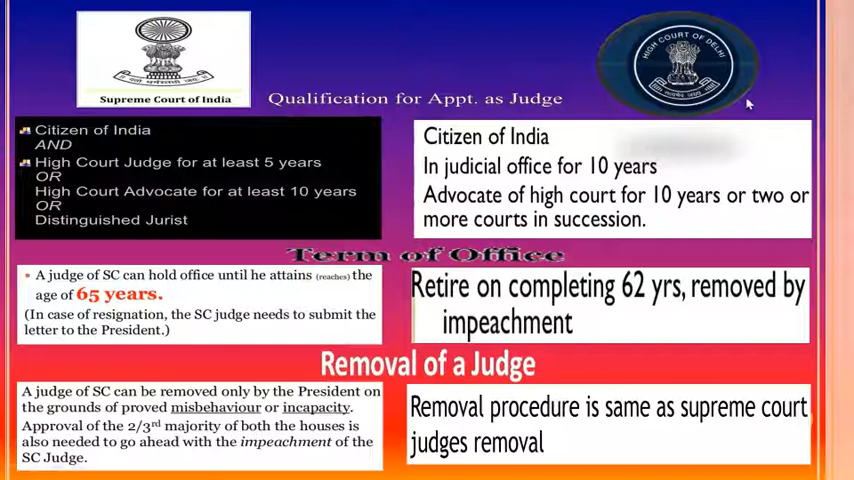 Supreme Court of India
HIGH COURT OF DELHI
Qualification for Appt. as Judge
Citizen of India
AND
High Court Judge for at least 5 years
OR
High Court Advocate for at least 10 years
OR
Distinguished Jurist
Citizen of India
In judicial office for 10 years
Advocate of high court for 10 years or two or
more courts in succession.
Term of Office
A judge of SC can hold office until he attains (reaches) the
age of 65 years.
(In case of resignation, the SC judge needs to submit the
letter to the President.)
Retire on completing 62 yrs, removed by
impeachment
Removal of a Judge
A judge of SC can be removed only by the President on
the grounds of proved misbehaviour or incapacity.
Approval of the 2/3rd majority of both the houses is
also needed to go ahead with the impeachment of the
SC Judge.
Removal procedure is same as supreme court
judges removal